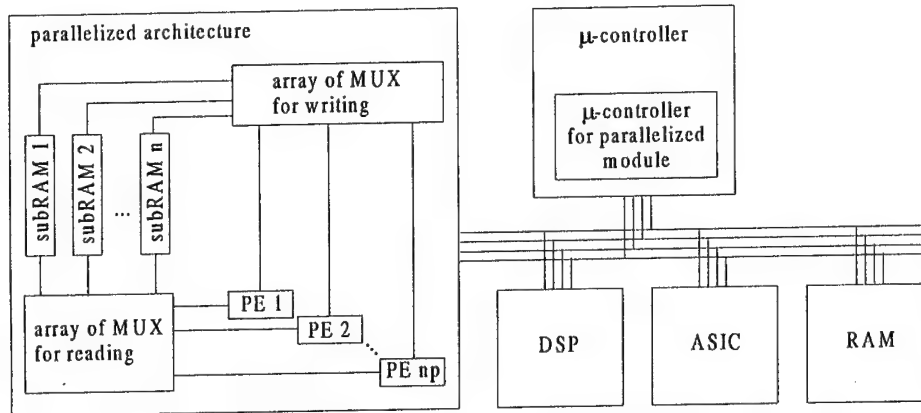 parallelized architecture
array of MUX
for writing
subRAM 1
subRAM 2
...
subRAM n
array of MUX
for reading
PE 1
PE 2
...
PE np
μ-controller
μ-controller
for parallelized
module
DSP
ASIC
RAM